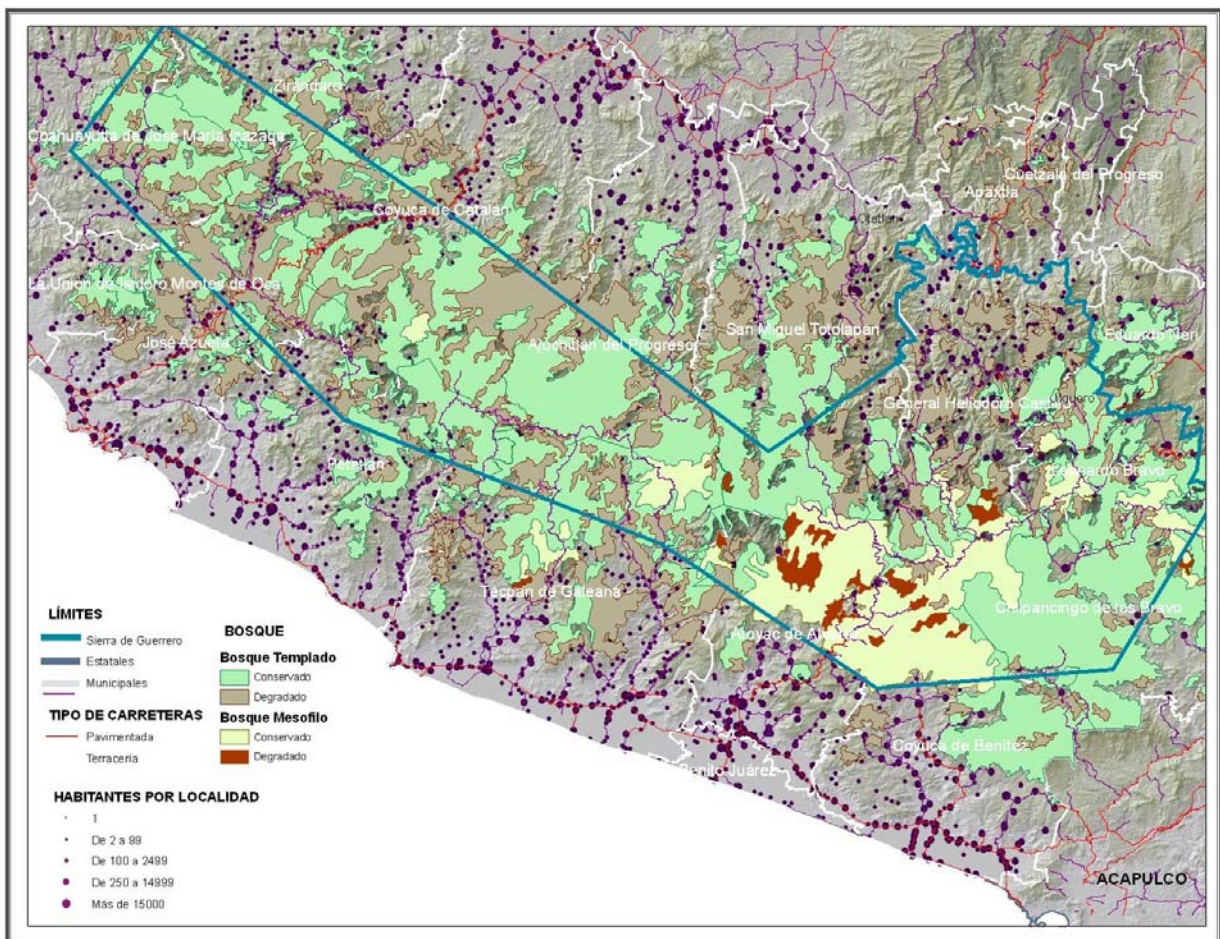 Zirándaro
Coahuayutla de José María Izazaga
Cuetzala del Progreso
Apaxtla
Coyuca de Catalán
Otatlán
La Unión de Isidoro Montes de Oca
San Miguel Totolapan
Eduardo Neri
José Azueta
Ajuchitlán del Progreso
General Heliodoro Castillo
Petatlán
Leonardo Bravo
Técpan de Galeana
Chilpancingo de los Bravo
Atoyac de Álvarez
Coyuca de Benítez
Benito Juárez
ACAPULCO
LÍMITES
Sierra de Guerrero
Estatales
Municipales
TIPO DE CARRETERAS
Pavimentada
Terracería
BOSQUE
Bosque Templado
Conservado
Degradado
Bosque Mesofilo
Conservado
Degradado
HABITANTES POR LOCALIDAD
1
De 2 a 99
De 100 a 2499
De 250 a 14999
Más de 15000